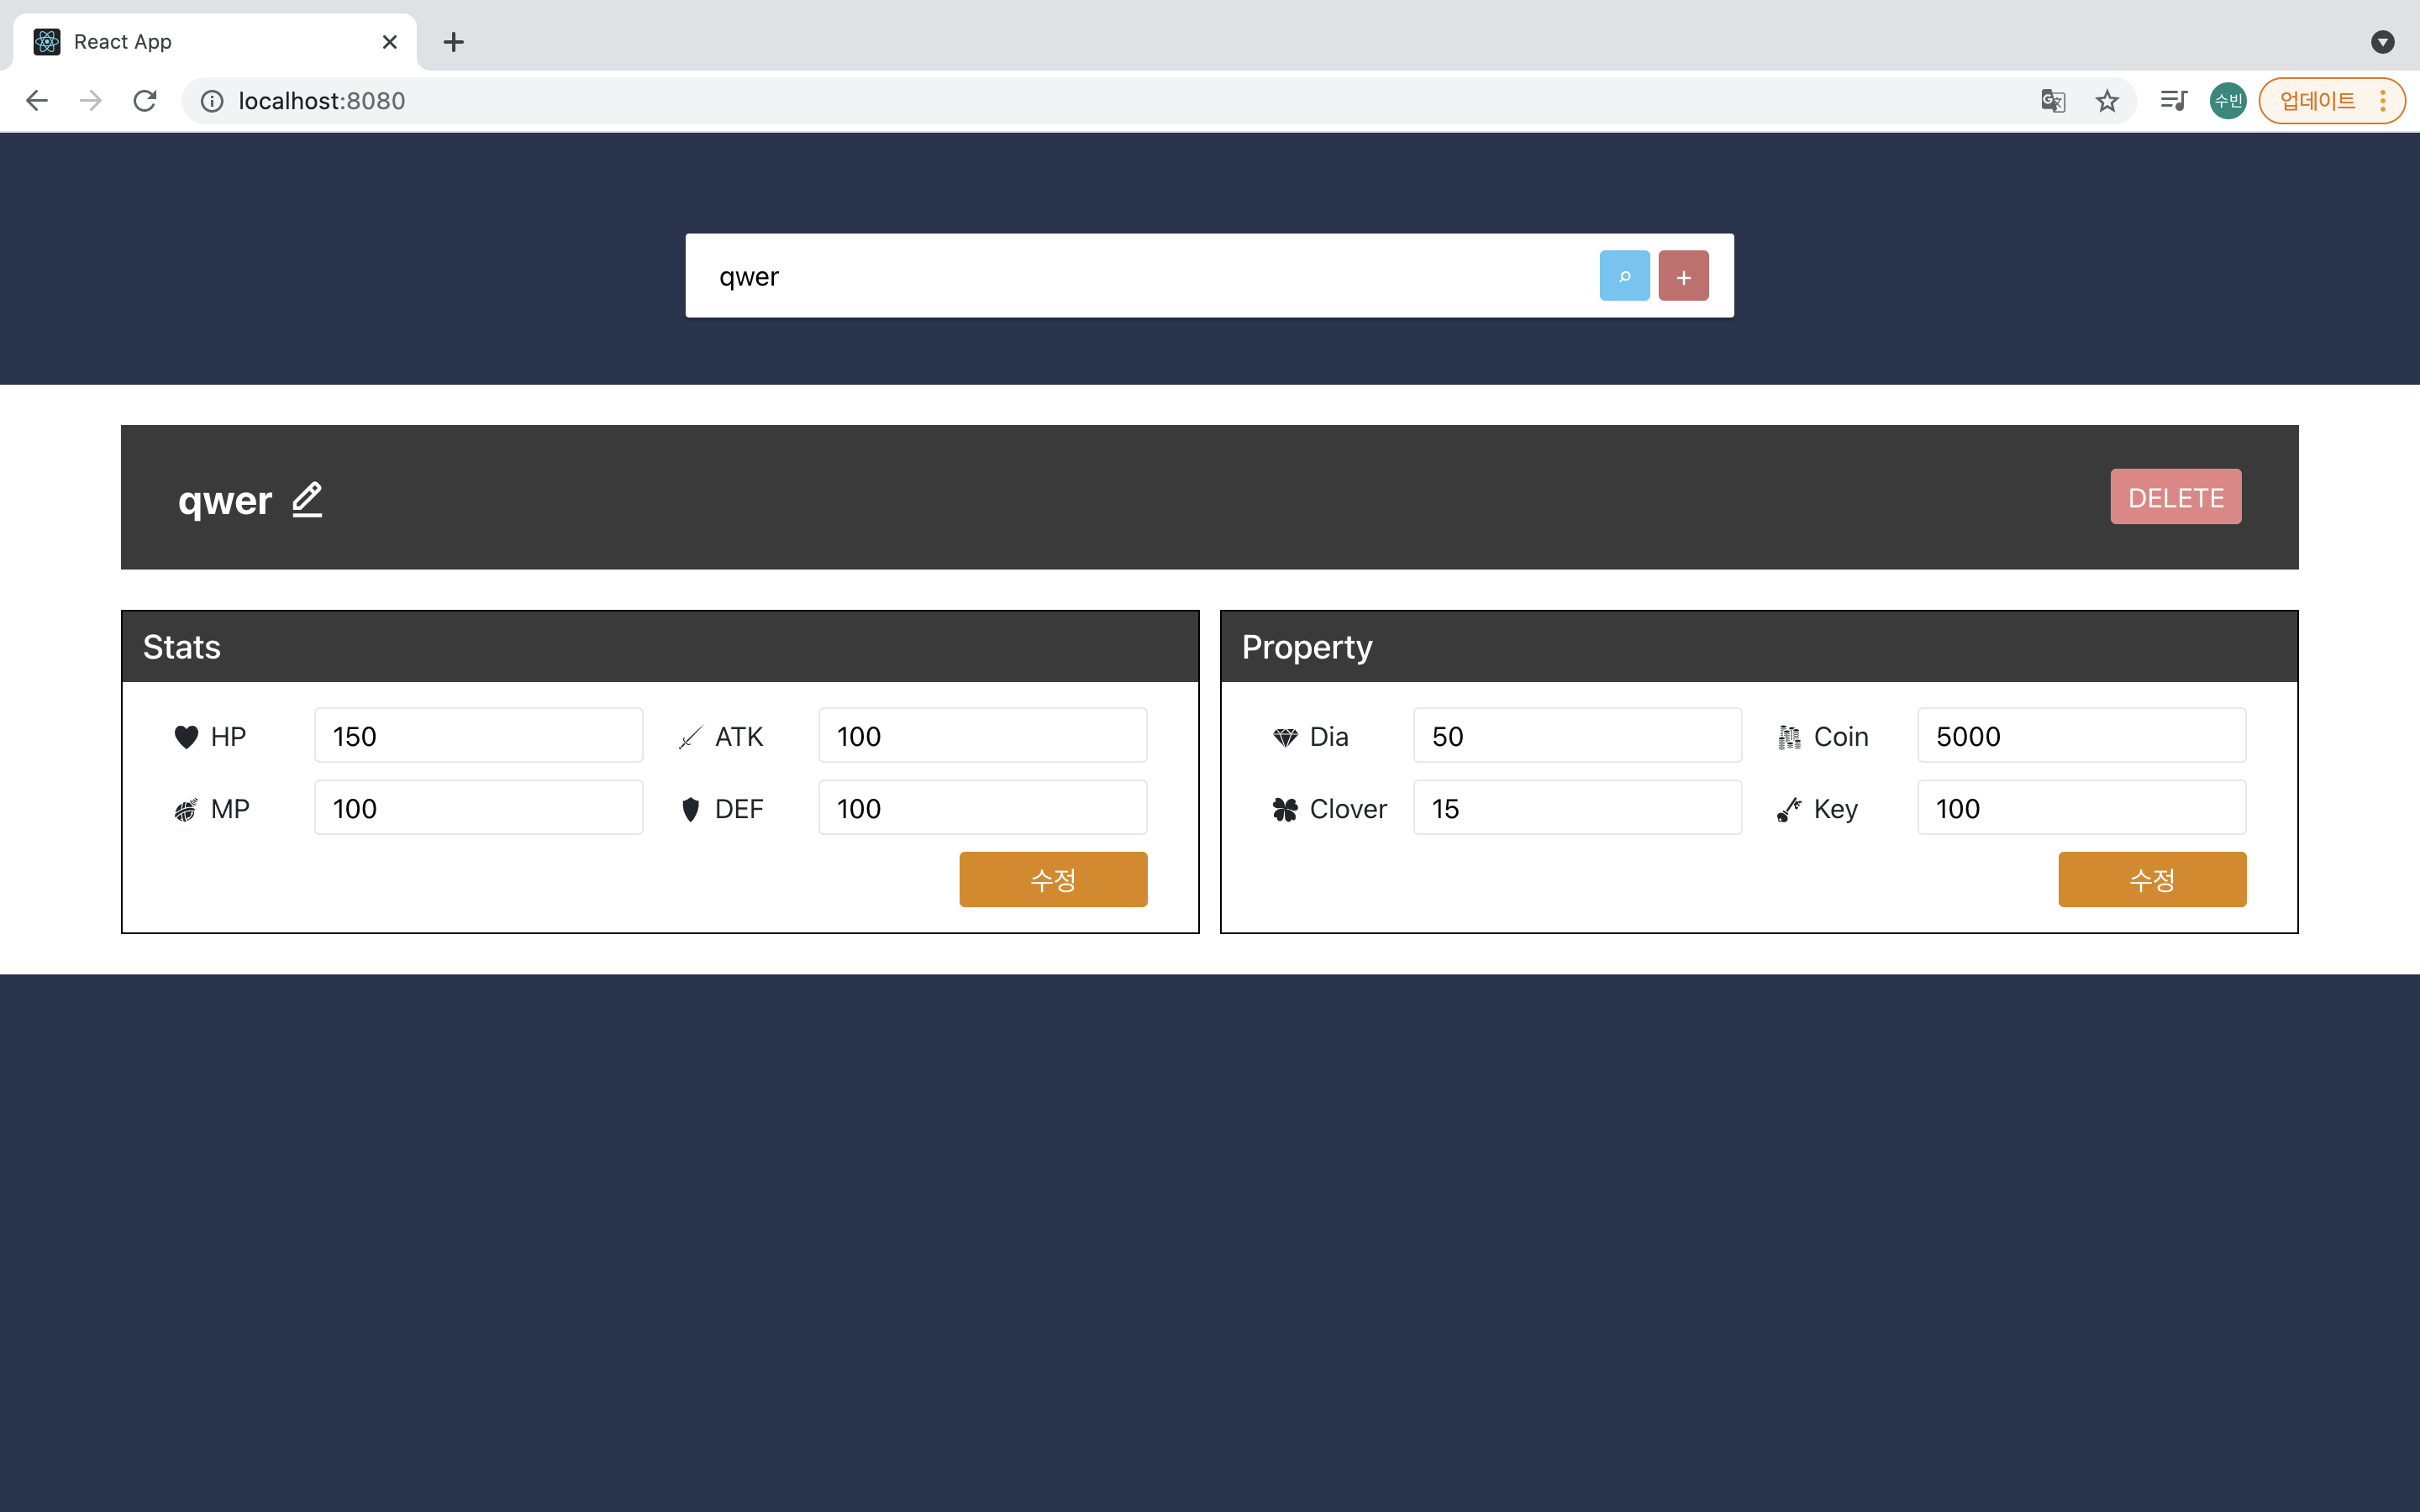 React App
localhost:8080
수빈
업데이트
qwer
qwer
DELETE
Stats
HP 150 ATK 100
MP 100 DEF 100
수정
Property
Dia 50 Coin 5000
Clover 15 Key 100
수정